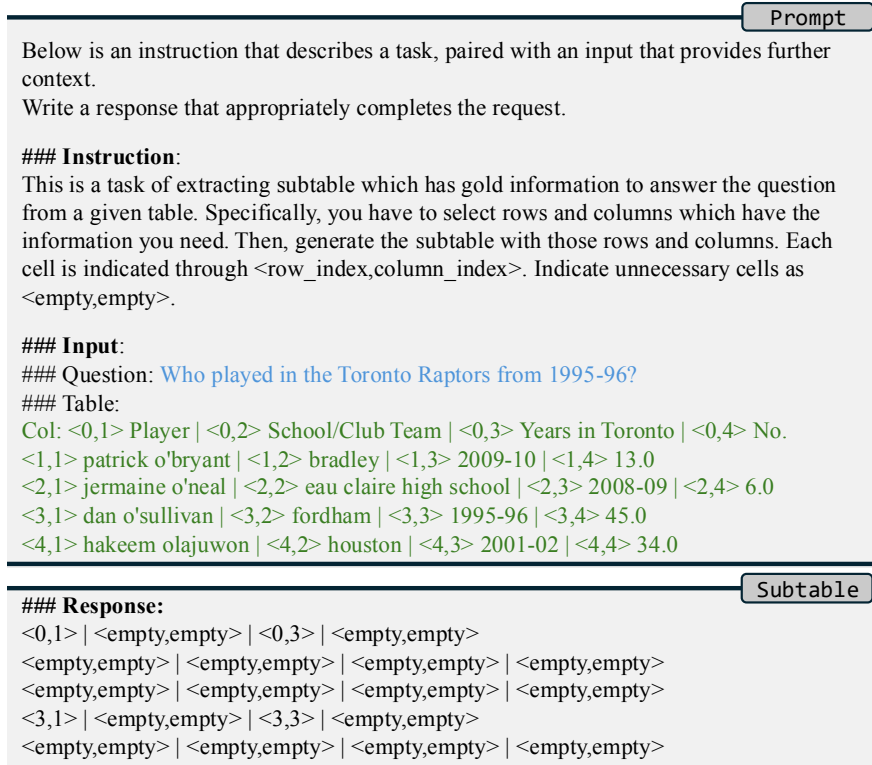 Prompt
Below is an instruction that describes a task, paired with an input that provides further
context.
Write a response that appropriately completes the request.
### Instruction:
This is a task of extracting subtable which has gold information to answer the question
from a given table. Specifically, you have to select rows and columns which have the
information you need. Then, generate the subtable with those rows and columns. Each
cell is indicated through <row_index,column_index>. Indicate unnecessary cells as
<empty,empty>.
### Input:
### Question: Who played in the Toronto Raptors from 1995-96?
### Table:
Col: <0,1> Player | <0,2> School/Club Team | <0,3> Years in Toronto | <0,4> No.
<1,1> patrick o'bryant | <1,2> bradley | <1,3> 2009-10 | <1,4> 13.0
<2,1> jermaine o'neal | <2,2> eau claire high school | <2,3> 2008-09 | <2,4> 6.0
<3,1> dan o'sullivan | <3,2> fordham | <3,3> 1995-96 | <3,4> 45.0
<4,1> hakeem olajuwon | <4,2> houston | <4,3> 2001-02 | <4,4> 34.0
Subtable
### Response:
<0,1> | <empty,empty> | <0,3> | <empty,empty>
<empty,empty> | <empty,empty> | <empty,empty> | <empty,empty>
<empty,empty> | <empty,empty> | <empty,empty> | <empty,empty>
<3,1> | <empty,empty> | <3,3> | <empty,empty>
<empty,empty> | <empty,empty> | <empty,empty> | <empty,empty>